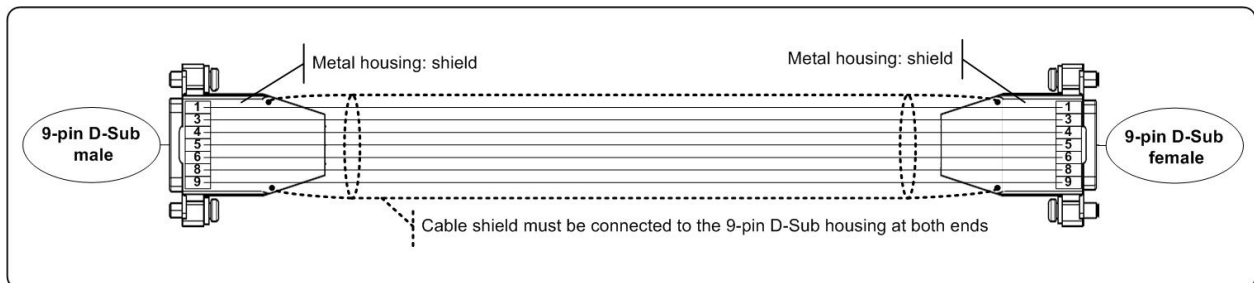 Metal housing: shield
Metal housing: shield
9-pin D-Sub
male
1
3
4
5
6
8
9
1
3
4
5
6
8
9
9-pin D-Sub
female
Cable shield must be connected to the 9-pin D-Sub housing at both ends